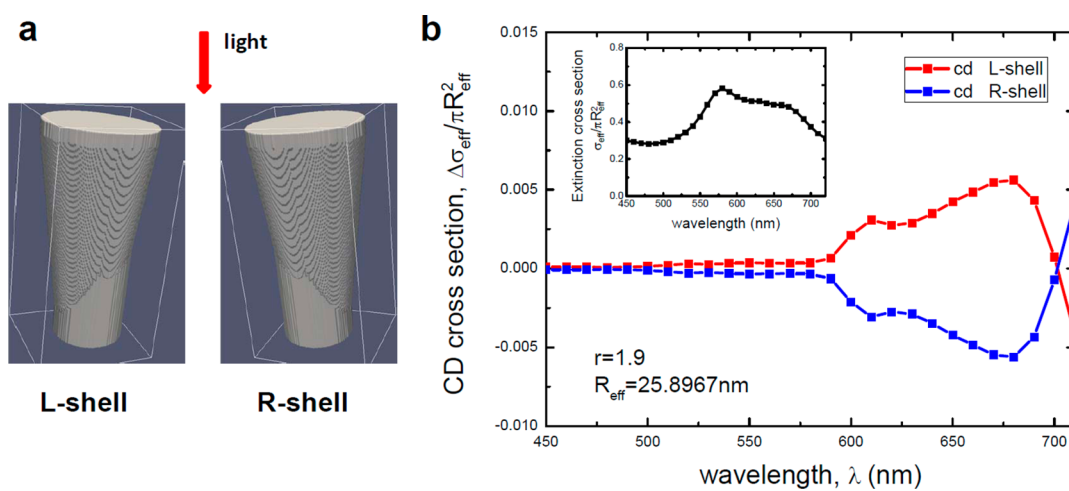 a
light
L-shell
R-shell
b
CD cross section, Δσeff/πR²eff
0.015
0.010
0.005
0.000
-0.005
-0.010
450
500
550
600
650
700
wavelength, λ (nm)
cd L-shell
cd R-shell
r=1.9
Reff=25.8967nm
Extinction cross section
σeff/πR²eff
0.8
0.6
0.4
0.2
0.0
450
500
550
600
650
700
wavelength (nm)